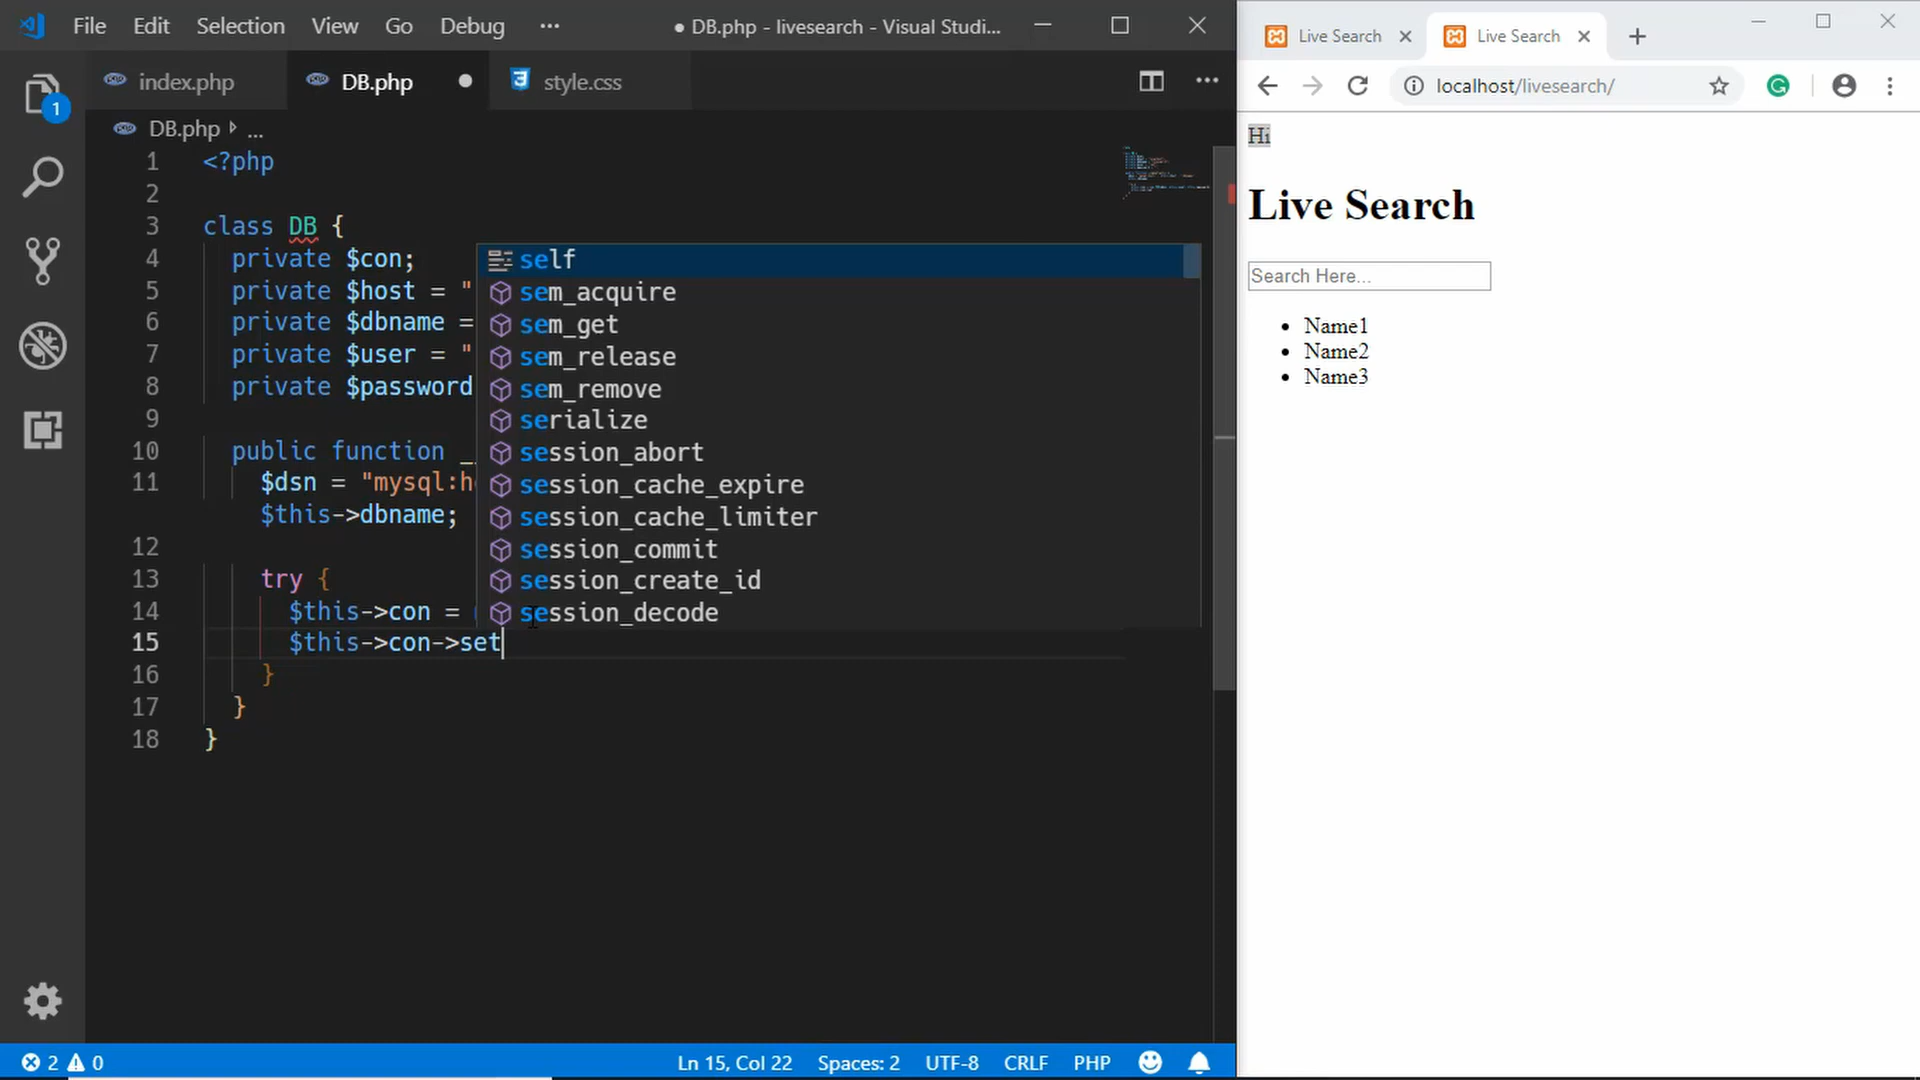 File Edit Selection View Go Debug ··· ● DB.php - livesearch - Visual Studi...
1
index.php DB.php ● style.css ···
DB.php ...
1 <?php
2
3 class DB {
4 private $con;
5 private $host = "
6 private $dbname =
7 private $user = "
8 private $password
9
10 public function _
11 $dsn = "mysql:h
$this->dbname;
12
13 try {
14 $this->con =
15 $this->con->set
16 }
17 }
18 }
self
sem_acquire
sem_get
sem_release
sem_remove
serialize
session_abort
session_cache_expire
session_cache_limiter
session_commit
session_create_id
session_decode
2 0 Ln 15, Col 22 Spaces: 2 UTF-8 CRLF PHP
Live Search Live Search
localhost/livesearch/
Hi
Live Search
Search Here...
• Name1
• Name2
• Name3